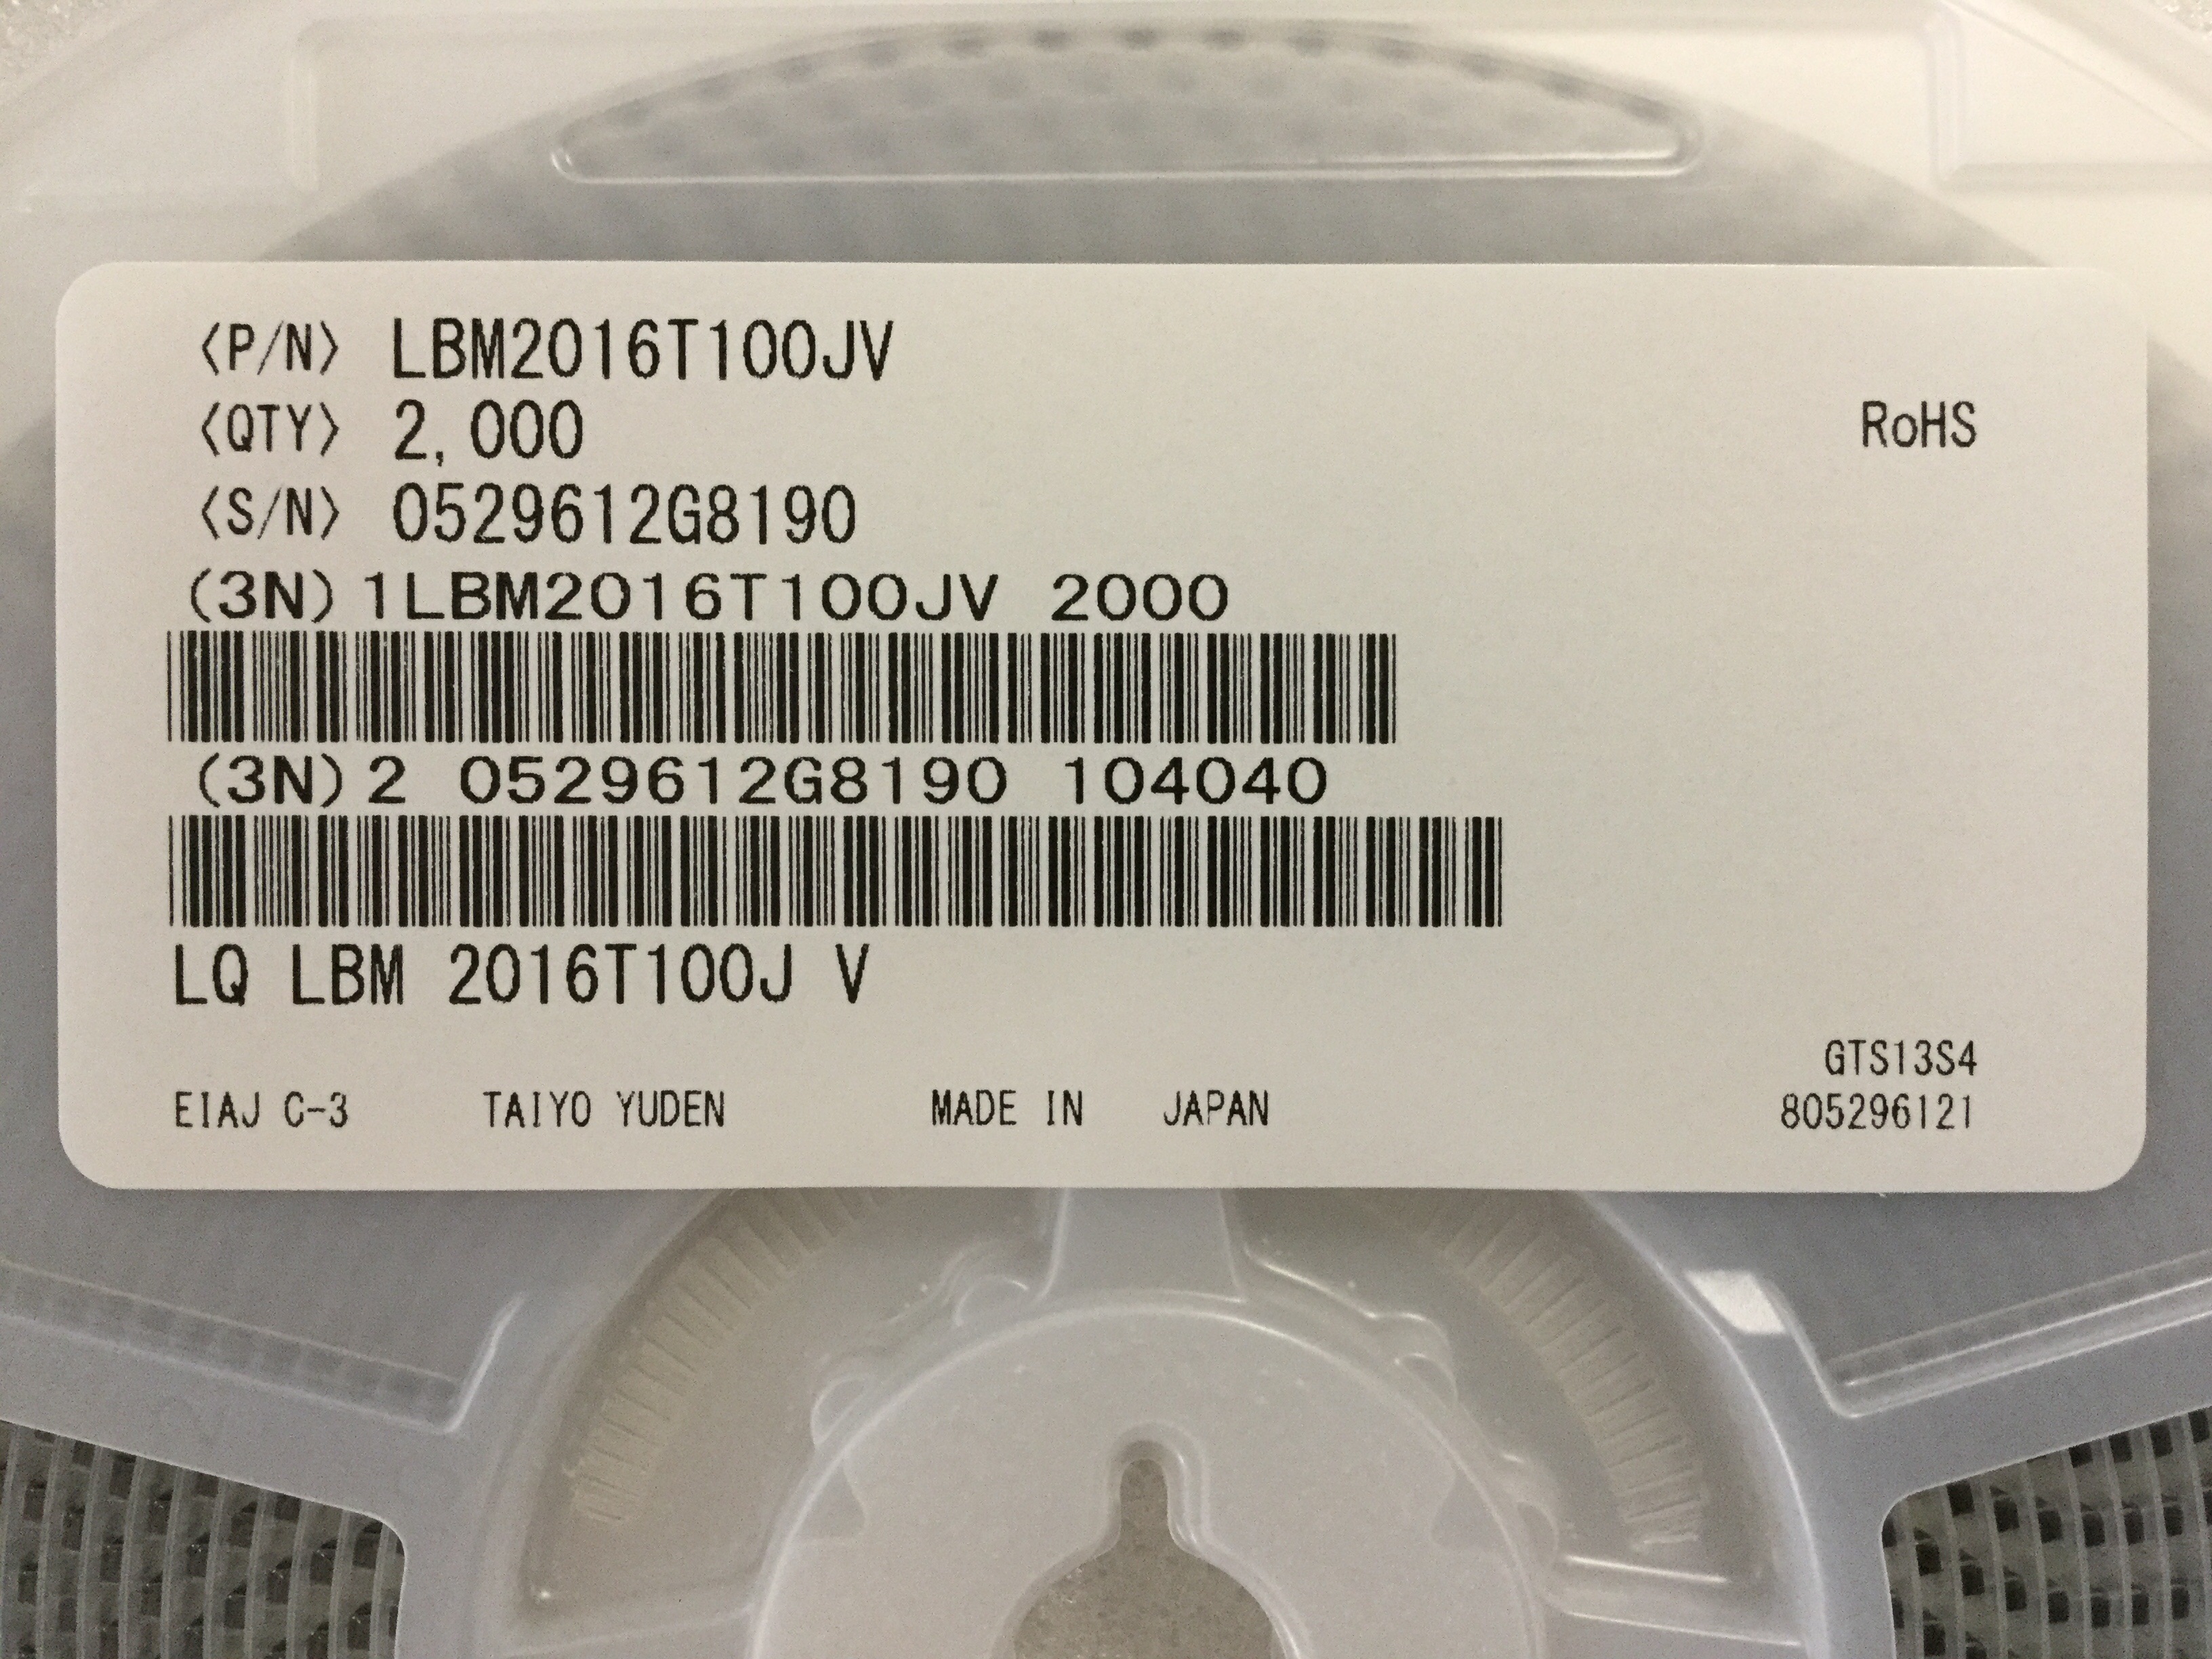 <P/N> LBM2016T100JV
<QTY> 2,000
RoHS
<S/N> 0529612G8190
(3N)1LBM2016T100JV 2000
(3N)2 0529612G8190 104040
LQ LBM 2016T100J V
GTS13S4
EIAJ C-3 TAIYO YUDEN MADE IN JAPAN 805296121